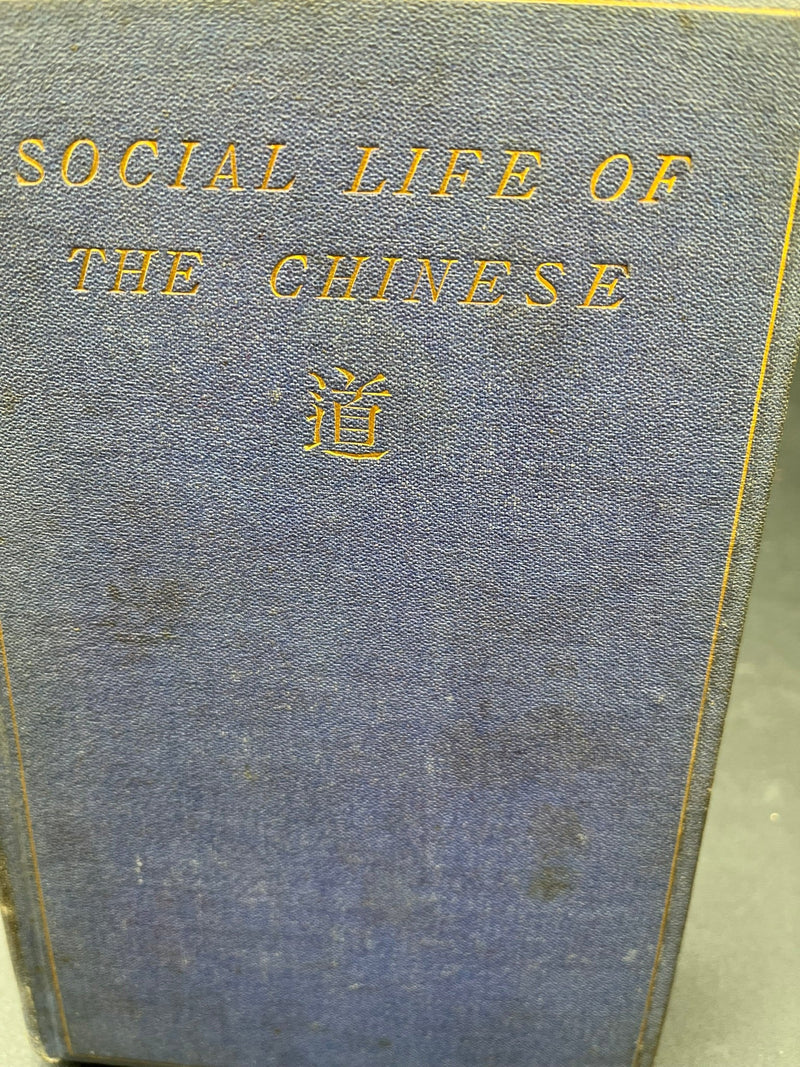 SOCIAL LIFE OF
THE CHINESE
道